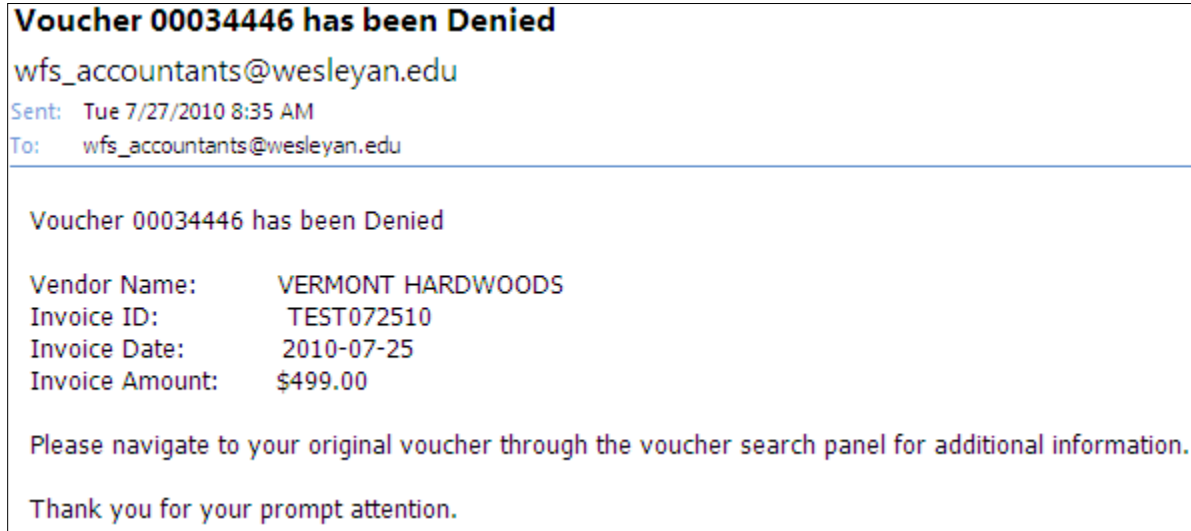 Voucher 00034446 has been Denied
wfs_accountants@wesleyan.edu
Sent: Tue 7/27/2010 8:35 AM
To: wfs_accountants@wesleyan.edu
Voucher 00034446 has been Denied
Vendor Name: VERMONT HARDWOODS
Invoice ID: TEST072510
Invoice Date: 2010-07-25
Invoice Amount: $499.00
Please navigate to your original voucher through the voucher search panel for additional information.
Thank you for your prompt attention.